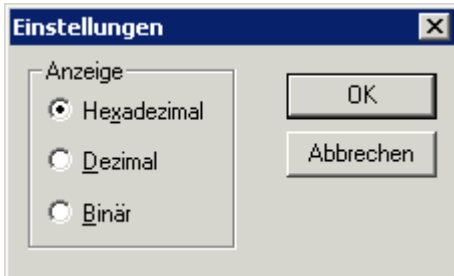 Einstellungen
Anzeige
Hexadezimal
Dezimal
Binär
OK
Abbrechen